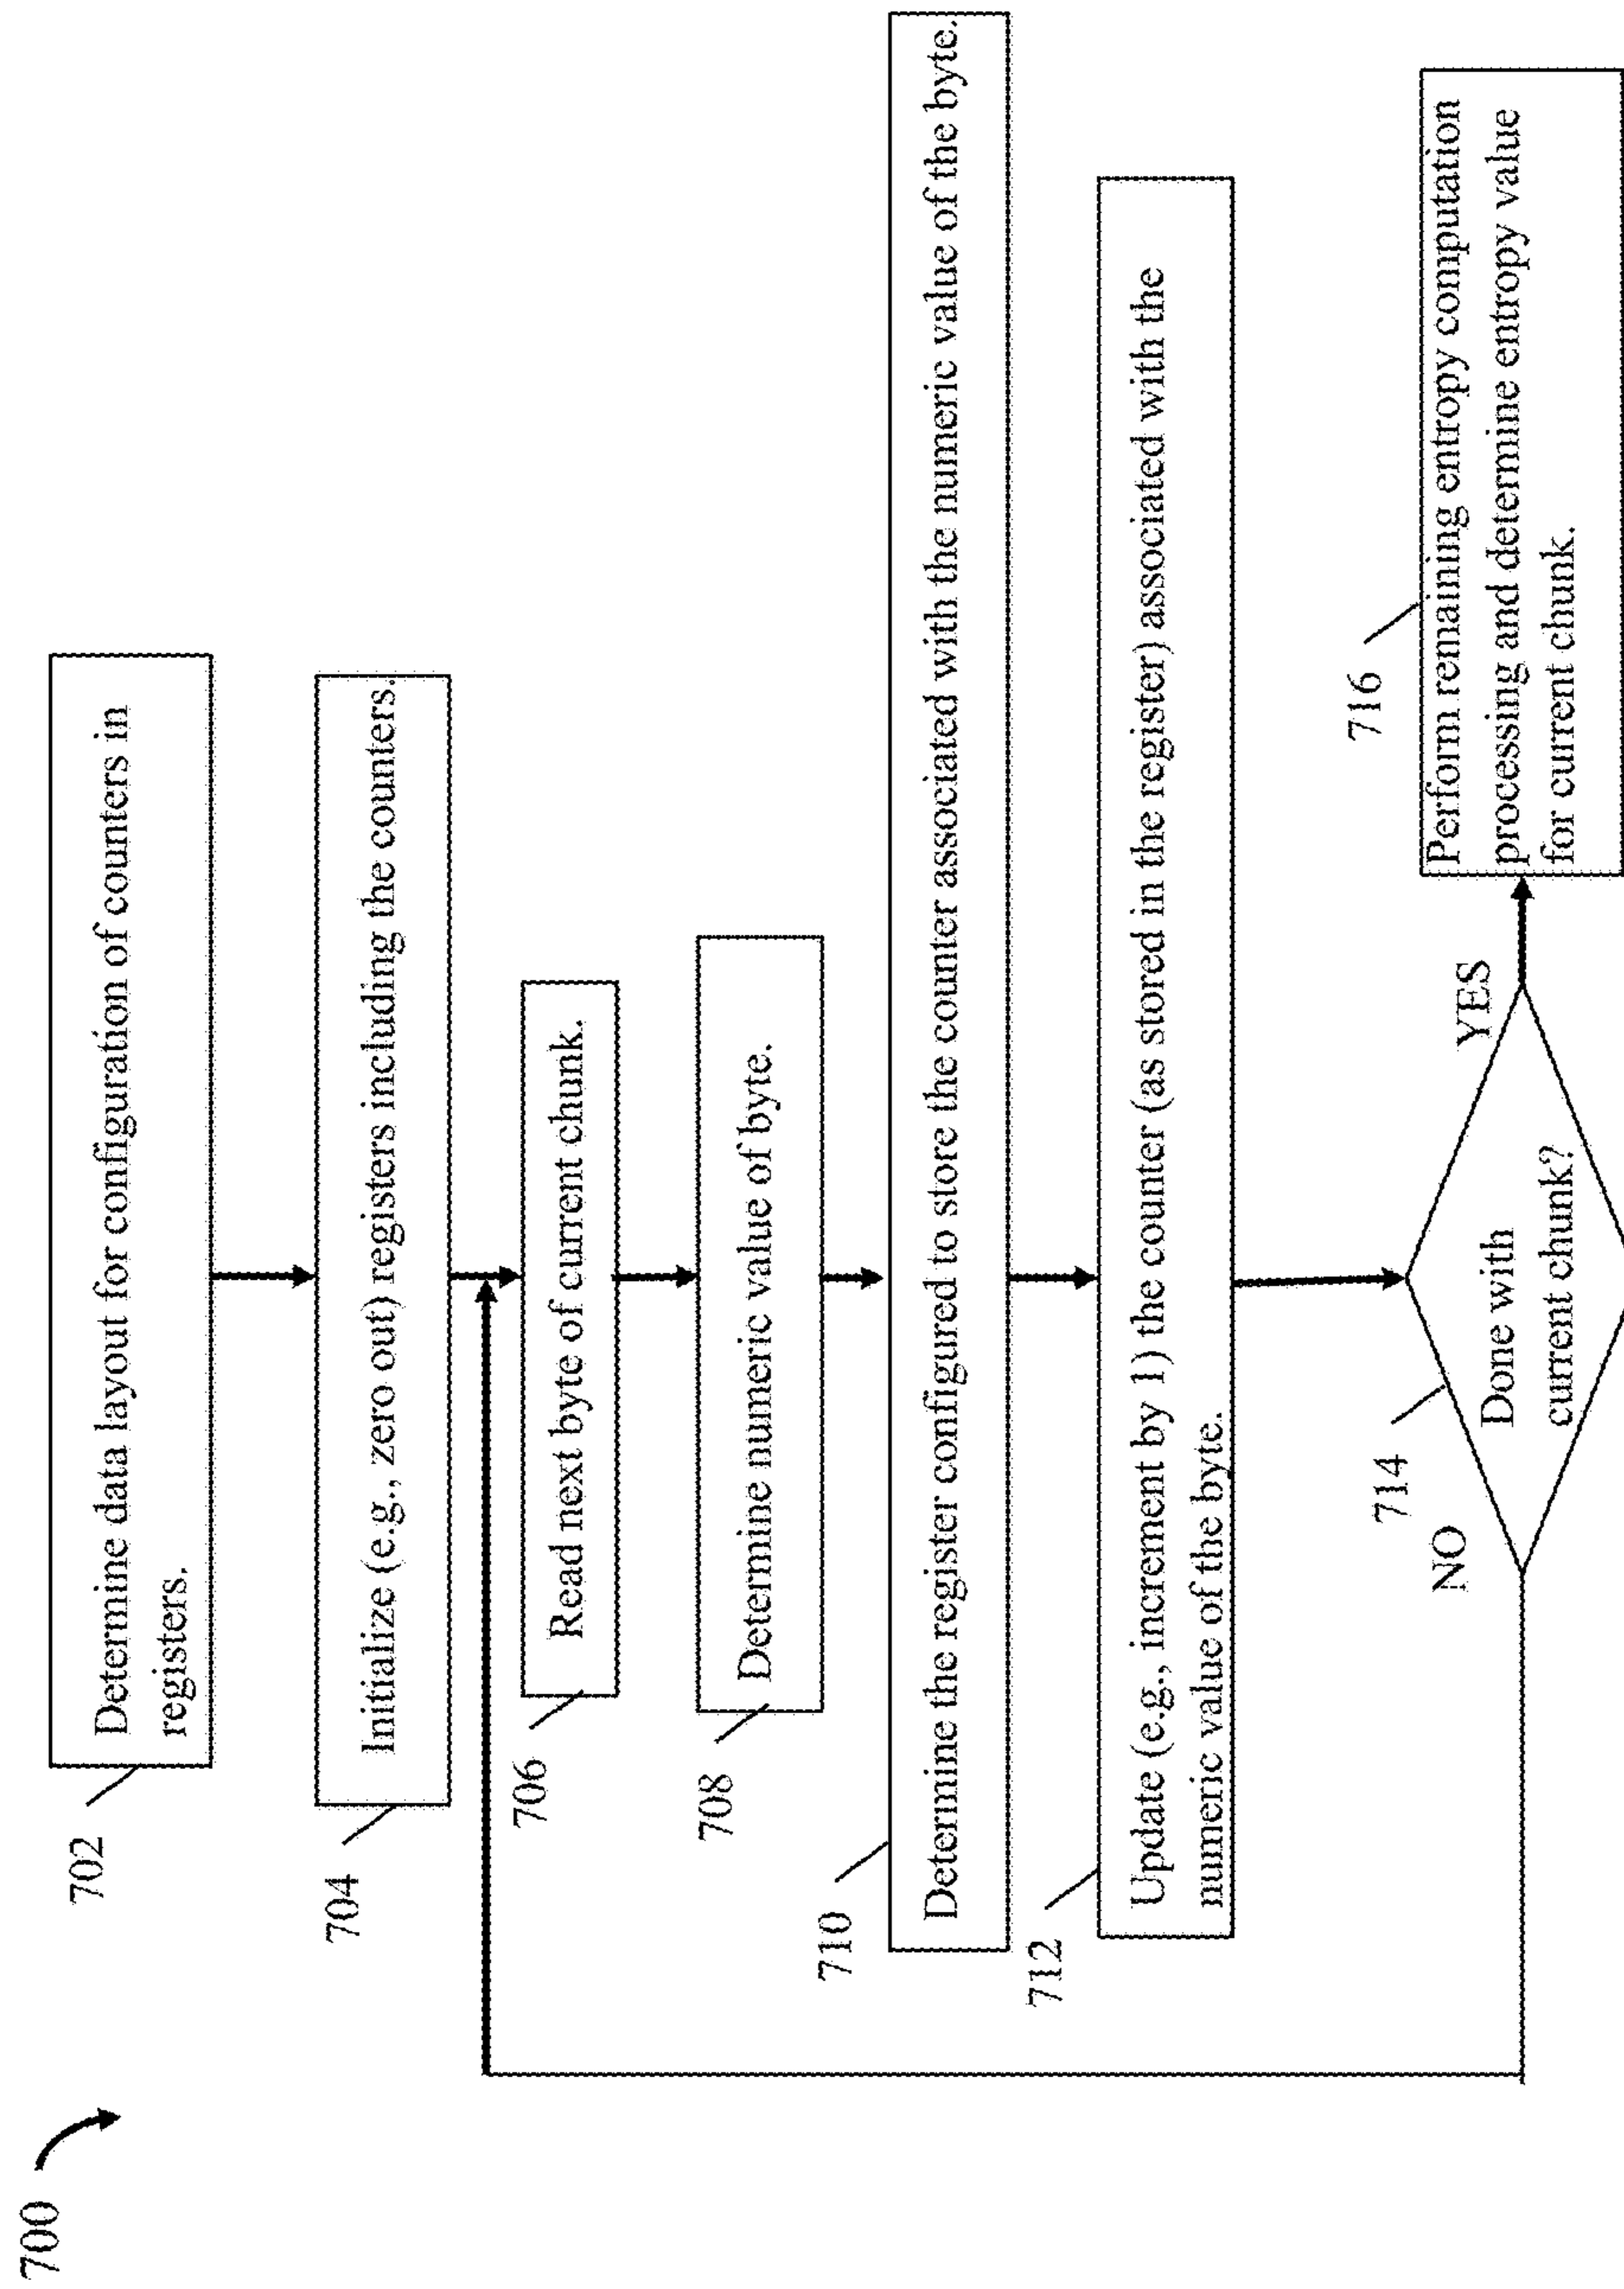 700
702
Determine data layout for configuration of counters in
registers.
704
Initialize (e.g., zero out) registers including the counters.
706
Read next byte of current chunk.
708
Determine numeric value of byte.
710
Determine the register configured to store the counter associated with the numeric value of the byte.
712
Update (e.g., increment by 1) the counter (as stored in the register) associated with the
numeric value of the byte.
714
NO
Done with
current chunk?
YES
716
Perform remaining entropy computation
processing and determine entropy value
for current chunk.